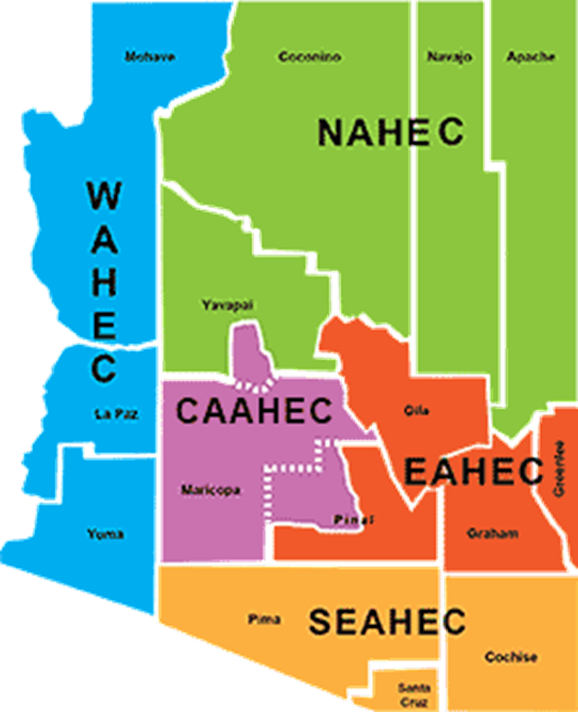 Mohave
Coconino
Navajo
Apache
NAHEC
WAHEC
Yavapai
La Paz
CAAHEC
Gila
EAHEC
Greenlee
Maricopa
Pinal
Yuma
Graham
Pima
SEAHEC
Cochise
Santa
Cruz